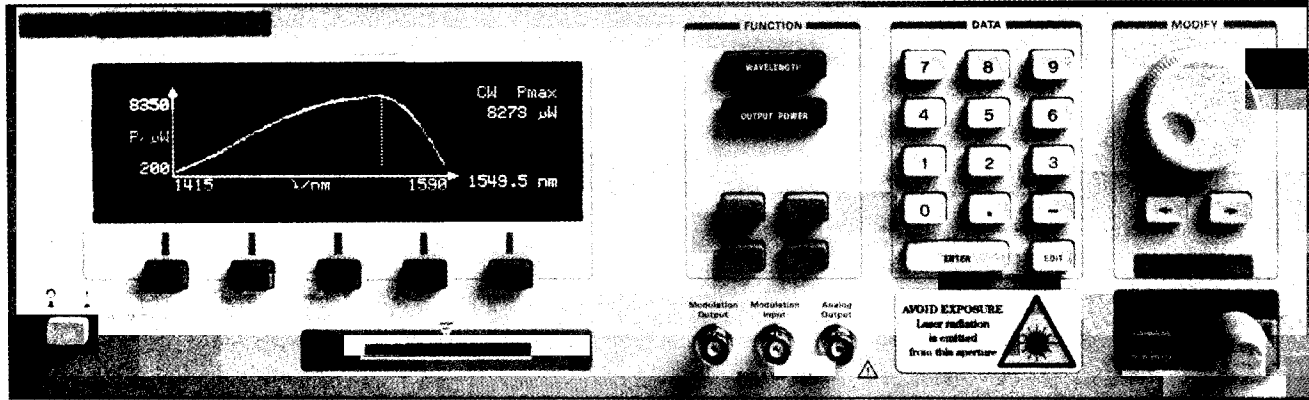 FUNCTION
DATA
MODIFY
WAVELENGTH
OUTPUT POWER
8350
P/µW
200
1415
λ/nm
1590
CW Pmax
8273 µW
1549.5 nm
7
8
9
4
5
6
1
2
3
0
.
−
ENTER
EDIT
Modulation
Output
Modulation
Input
Analog
Output
AVOID EXPOSURE
Laser radiation
is emitted
from this aperture